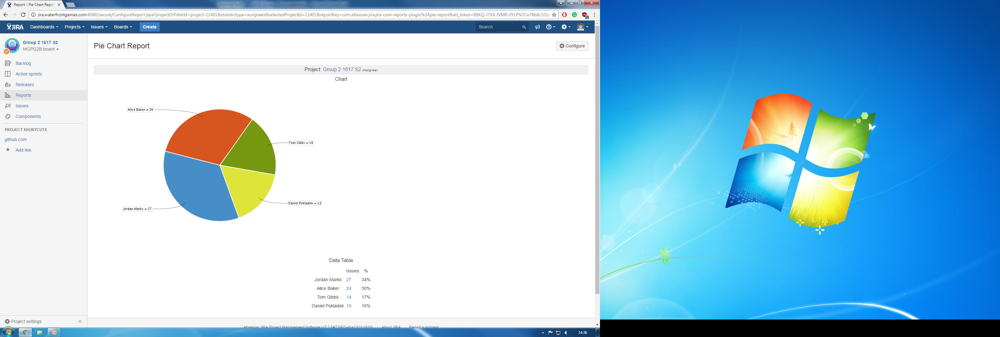 Report - Pie Chart Repor
jira.waterfrontgames.com:8080/secure/ConfigureReport.jspa?projectOrFilterId=project-11401&statistictype=assignees&selectedProjectId=11401&reportKey=com.atlassian.jira.jira-core-reports-plugin%3Apie-report&atl_token=BBKQ-J7XX-IVMR-0YLP%7Ce78b8c101c
JIRA Dashboards Projects Issues Boards Create Search
Group 2 1617 S2
MGPG2B board
Backlog
Active sprints
Releases
Reports
Issues
Components
PROJECT SHORTCUTS
github.com
Add link
Project settings
Pie Chart Report
Configure
Project: Group 2 1617 S2 (Assignee)
Chart
Alice Baker = 24
Tom Gibbs = 14
Daniel Pokladek = 13
Jordan Marks = 27
Data Table
Issues %
Jordan Marks 27 34%
Alice Baker 24 30%
Tom Gibbs 14 17%
Daniel Pokladek 13 16%
Atlassian JIRA Project Management Software (v7.2.5#72007-sha1:61b1848) · About JIRA · Report a problem
14:36